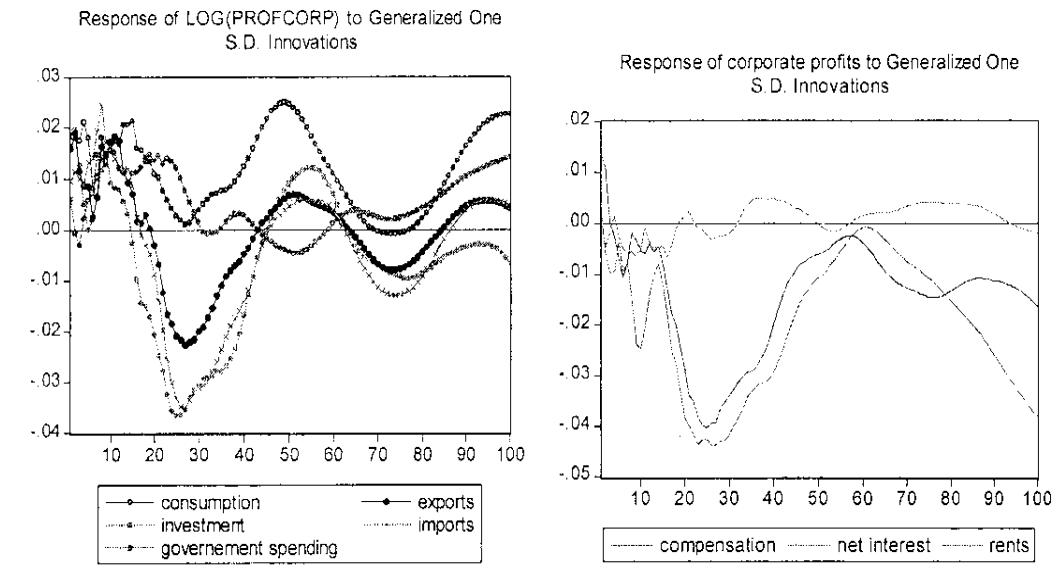 Response of LOG(PROFCORP) to Generalized One
S.D. Innovations
.03
.02
.01
.00
-.01
-.02
-.03
-.04
10 20 30 40 50 60 70 80 90 100
consumption exports
investment imports
governement spending
Response of corporate profits to Generalized One
S.D. Innovations
.02
.01
.00
-.01
-.02
-.03
-.04
-.05
10 20 30 40 50 60 70 80 90 100
compensation net interest rents